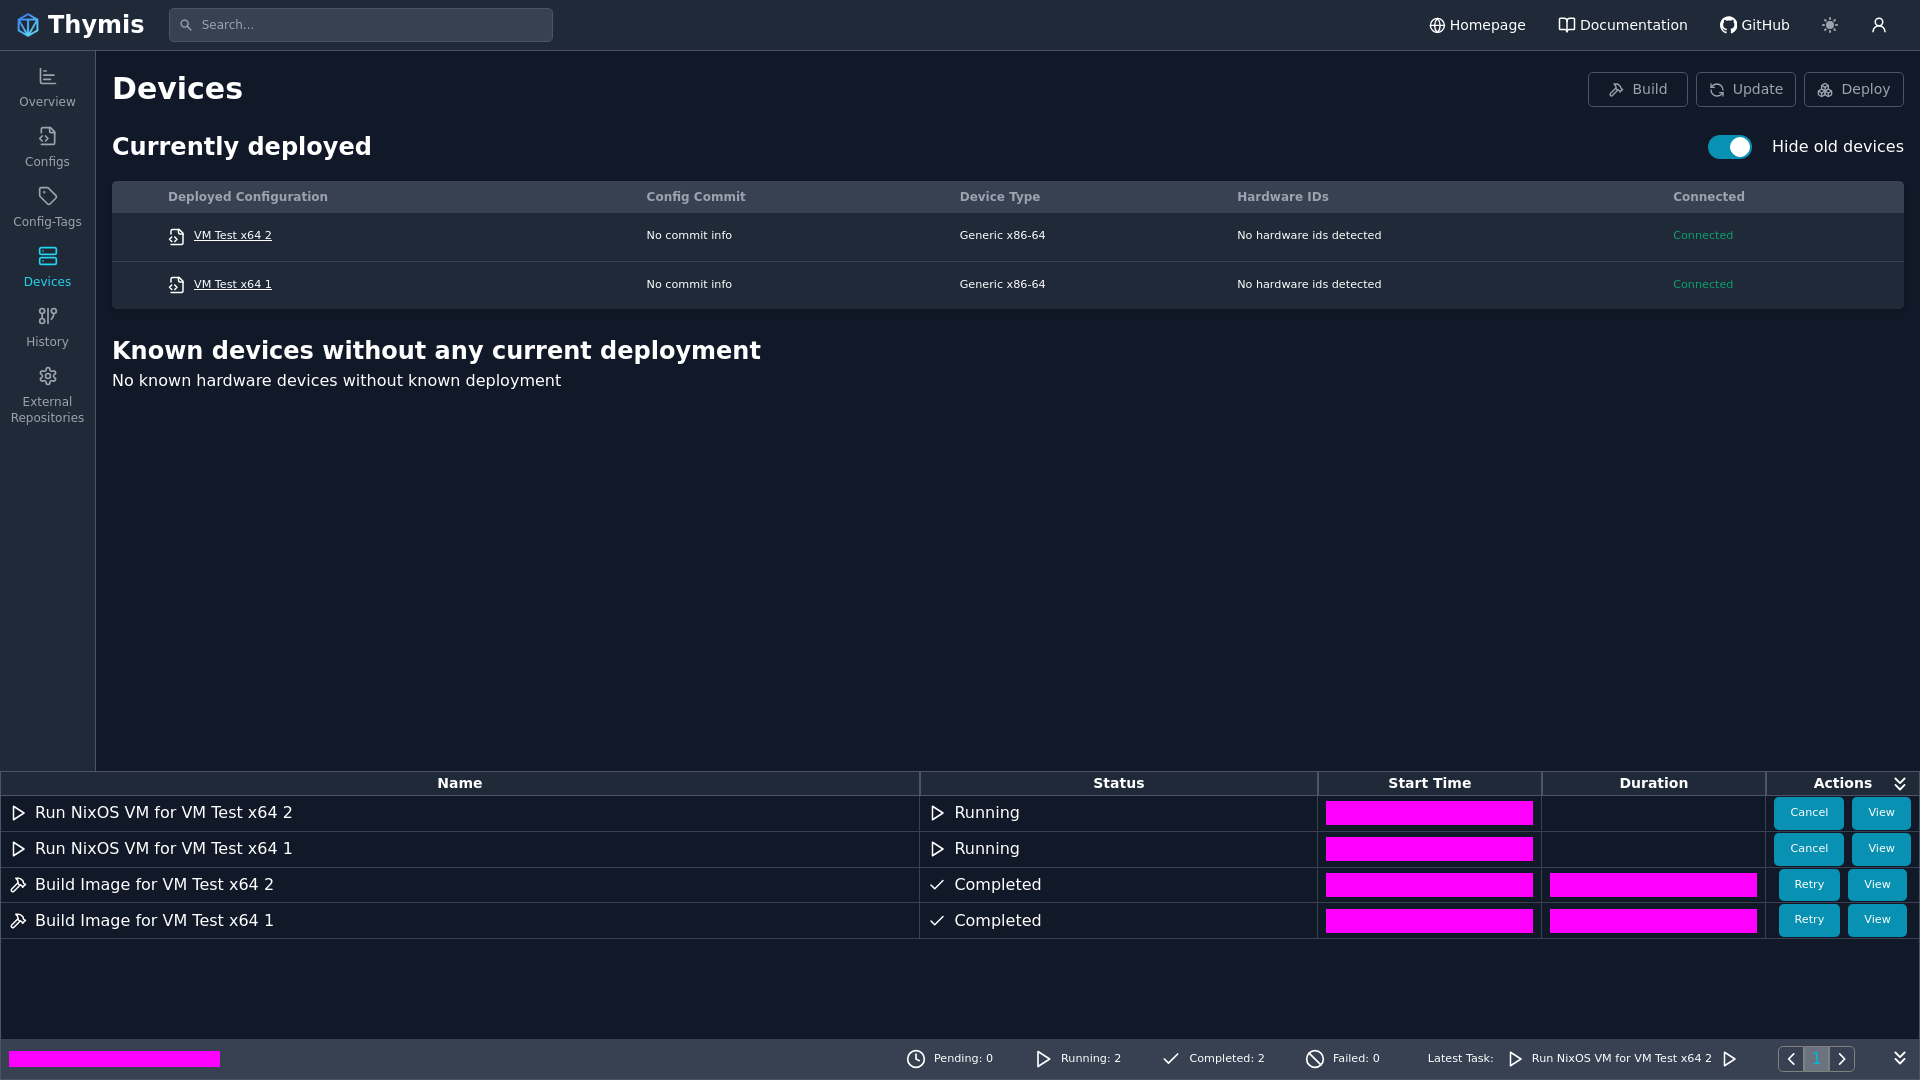 Thymis
Search...
Homepage
Documentation
GitHub
Overview
Configs
Config-Tags
Devices
History
External
Repositories
Devices
Build
Update
Deploy
Currently deployed
Hide old devices
Deployed Configuration Config Commit Device Type Hardware IDs Connected
VM Test x64 2 No commit info Generic x86-64 No hardware ids detected Connected
VM Test x64 1 No commit info Generic x86-64 No hardware ids detected Connected
Known devices without any current deployment
No known hardware devices without known deployment
Name Status Start Time Duration Actions
Run NixOS VM for VM Test x64 2 Running Cancel View
Run NixOS VM for VM Test x64 1 Running Cancel View
Build Image for VM Test x64 2 Completed Retry View
Build Image for VM Test x64 1 Completed Retry View
Pending: 0 Running: 2 Completed: 2 Failed: 0 Latest Task: Run NixOS VM for VM Test x64 2 1